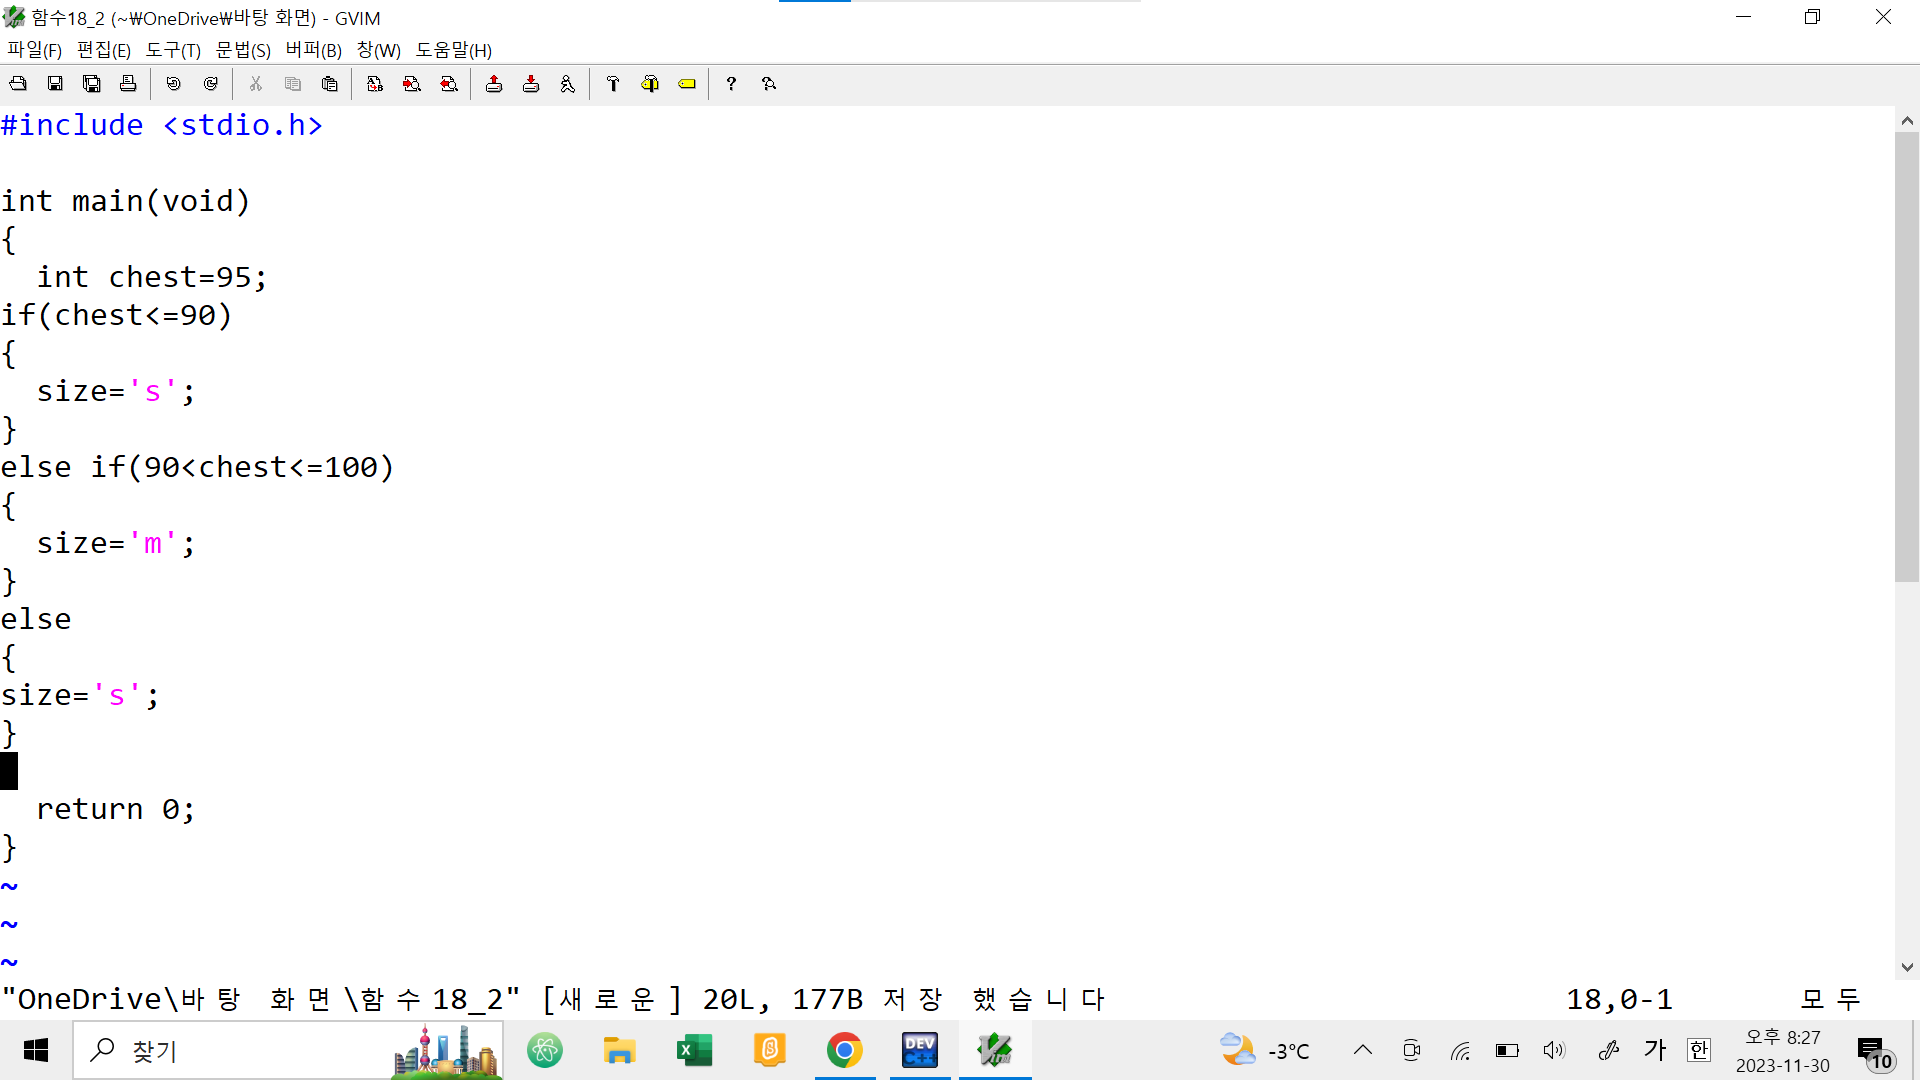 함수18_2 (~₩OneDrive₩바탕 화면) - GVIM
파일(F) 편집(E) 도구(T) 문법(S) 버퍼(B) 창(W) 도움말(H)
#include <stdio.h>
int main(void)
{
  int chest=95;
if(chest<=90)
{
  size='s';
}
else if(90<chest<=100)
{
  size='m';
}
else
{
size='s';
}
  return 0;
}
~
~
~
"OneDrive\바탕 화면\함수18_2" [새로운] 20L, 177B 저장 했습니다 18,0-1 모두
찾기 DEV C++ -3°C 가 한 오후 8:27
2023-11-30 10